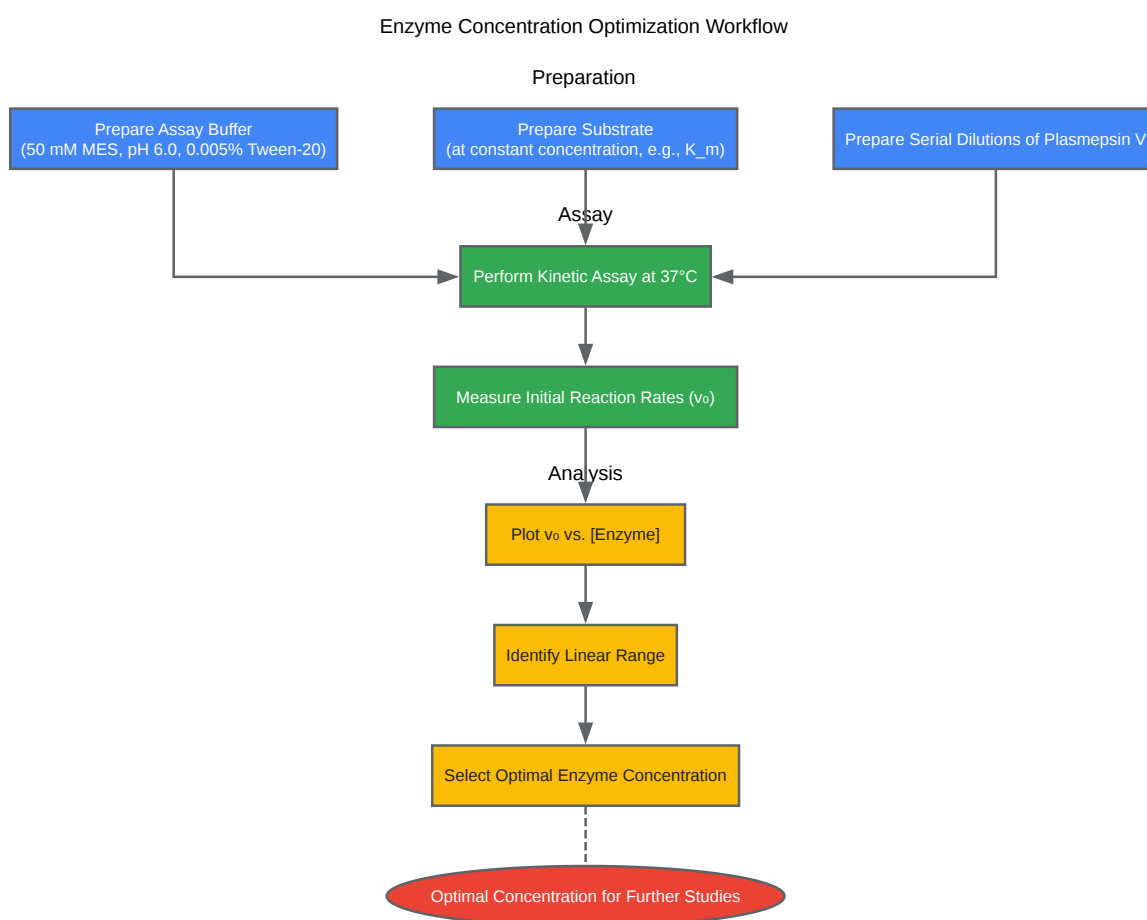 Enzyme Concentration Optimization Workflow
Preparation
Prepare Assay Buffer
(50 mM MES, pH 6.0, 0.005% Tween-20)
Prepare Substrate
(at constant concentration, e.g., K_m)
Prepare Serial Dilutions of Plasmepsin V
Assay
Perform Kinetic Assay at 37°C
Measure Initial Reaction Rates (v₀)
Analysis
Plot v₀ vs. [Enzyme]
Identify Linear Range
Select Optimal Enzyme Concentration
Optimal Concentration for Further Studies